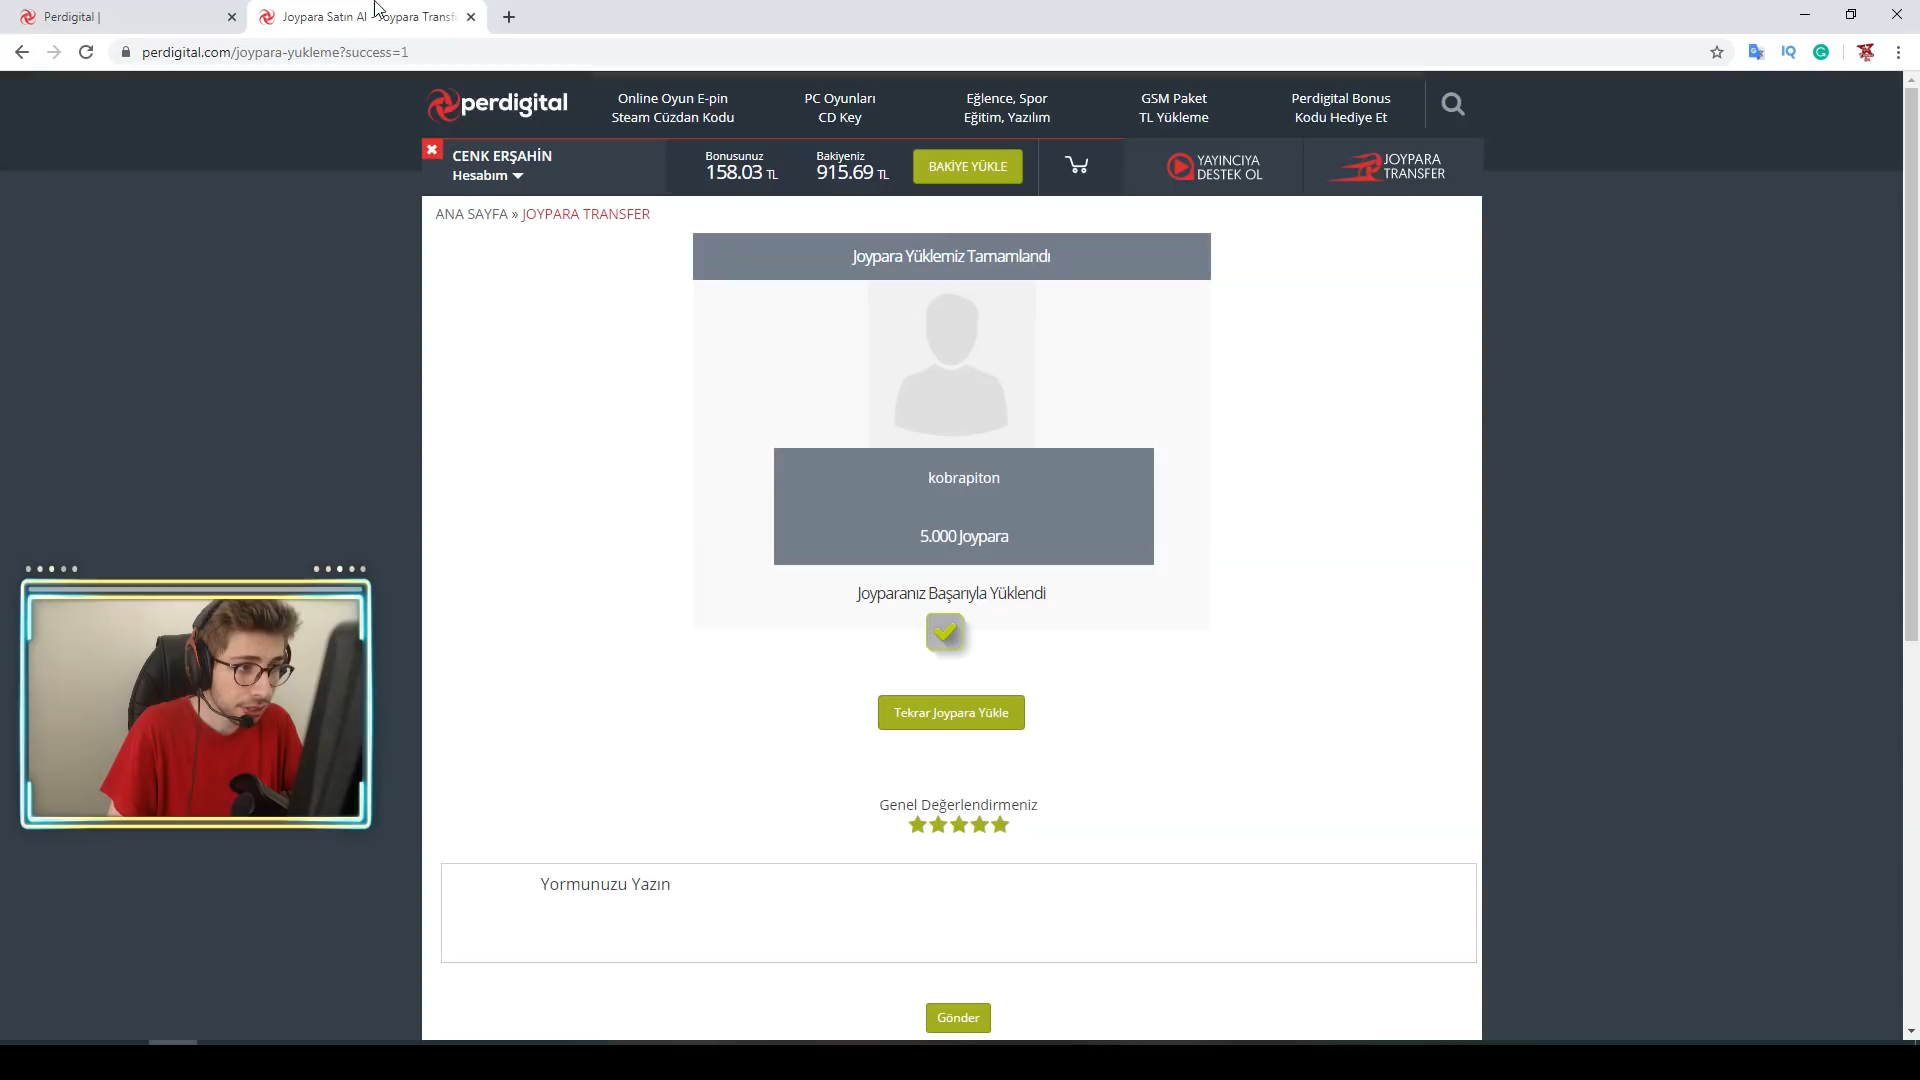 Perdigital |
Joypara Satın Al - Joypara Transf
perdigital.com/joypara-yukleme?success=1
IQ
G
perdigital
Online Oyun E-pin
Steam Cüzdan Kodu
PC Oyunları
CD Key
Eğlence, Spor
Eğitim, Yazılım
GSM Paket
TL Yükleme
Perdigital Bonus
Kodu Hediye Et
CENK ERŞAHİN
Hesabım
Bonusunuz
158.03 TL
Bakiyeniz
915.69 TL
BAKİYE YÜKLE
YAYINCIYA
DESTEK OL
JOYPARA
TRANSFER
ANA SAYFA » JOYPARA TRANSFER
Joypara Yüklemiz Tamamlandı
kobrapiton
5.000 Joypara
Joyparanız Başarıyla Yüklendi
Tekrar Joypara Yükle
Genel Değerlendirmeniz
Yormunuzu Yazın
Gönder